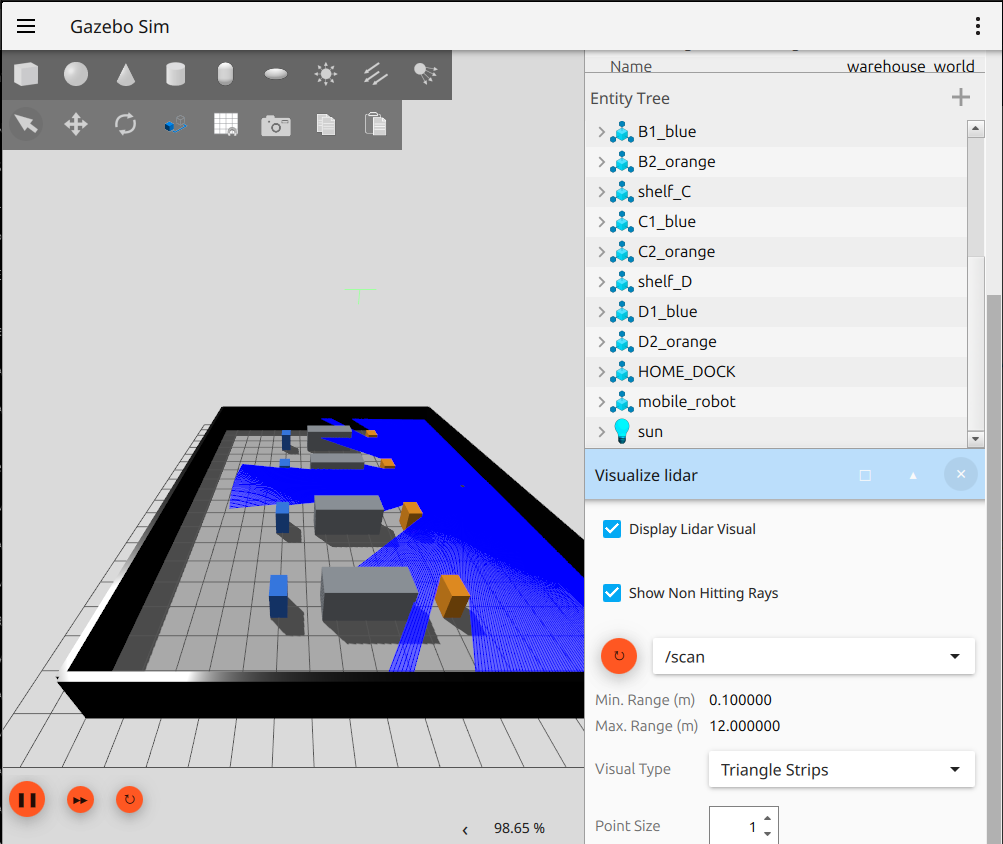 Gazebo Sim
Name warehouse_world
Entity Tree
B1_blue
B2_orange
shelf_C
C1_blue
C2_orange
shelf_D
D1_blue
D2_orange
HOME_DOCK
mobile_robot
sun
Visualize lidar
Display Lidar Visual
Show Non Hitting Rays
/scan
Min. Range (m) 0.100000
Max. Range (m) 12.000000
Visual Type Triangle Strips
Point Size 1
98.65 %